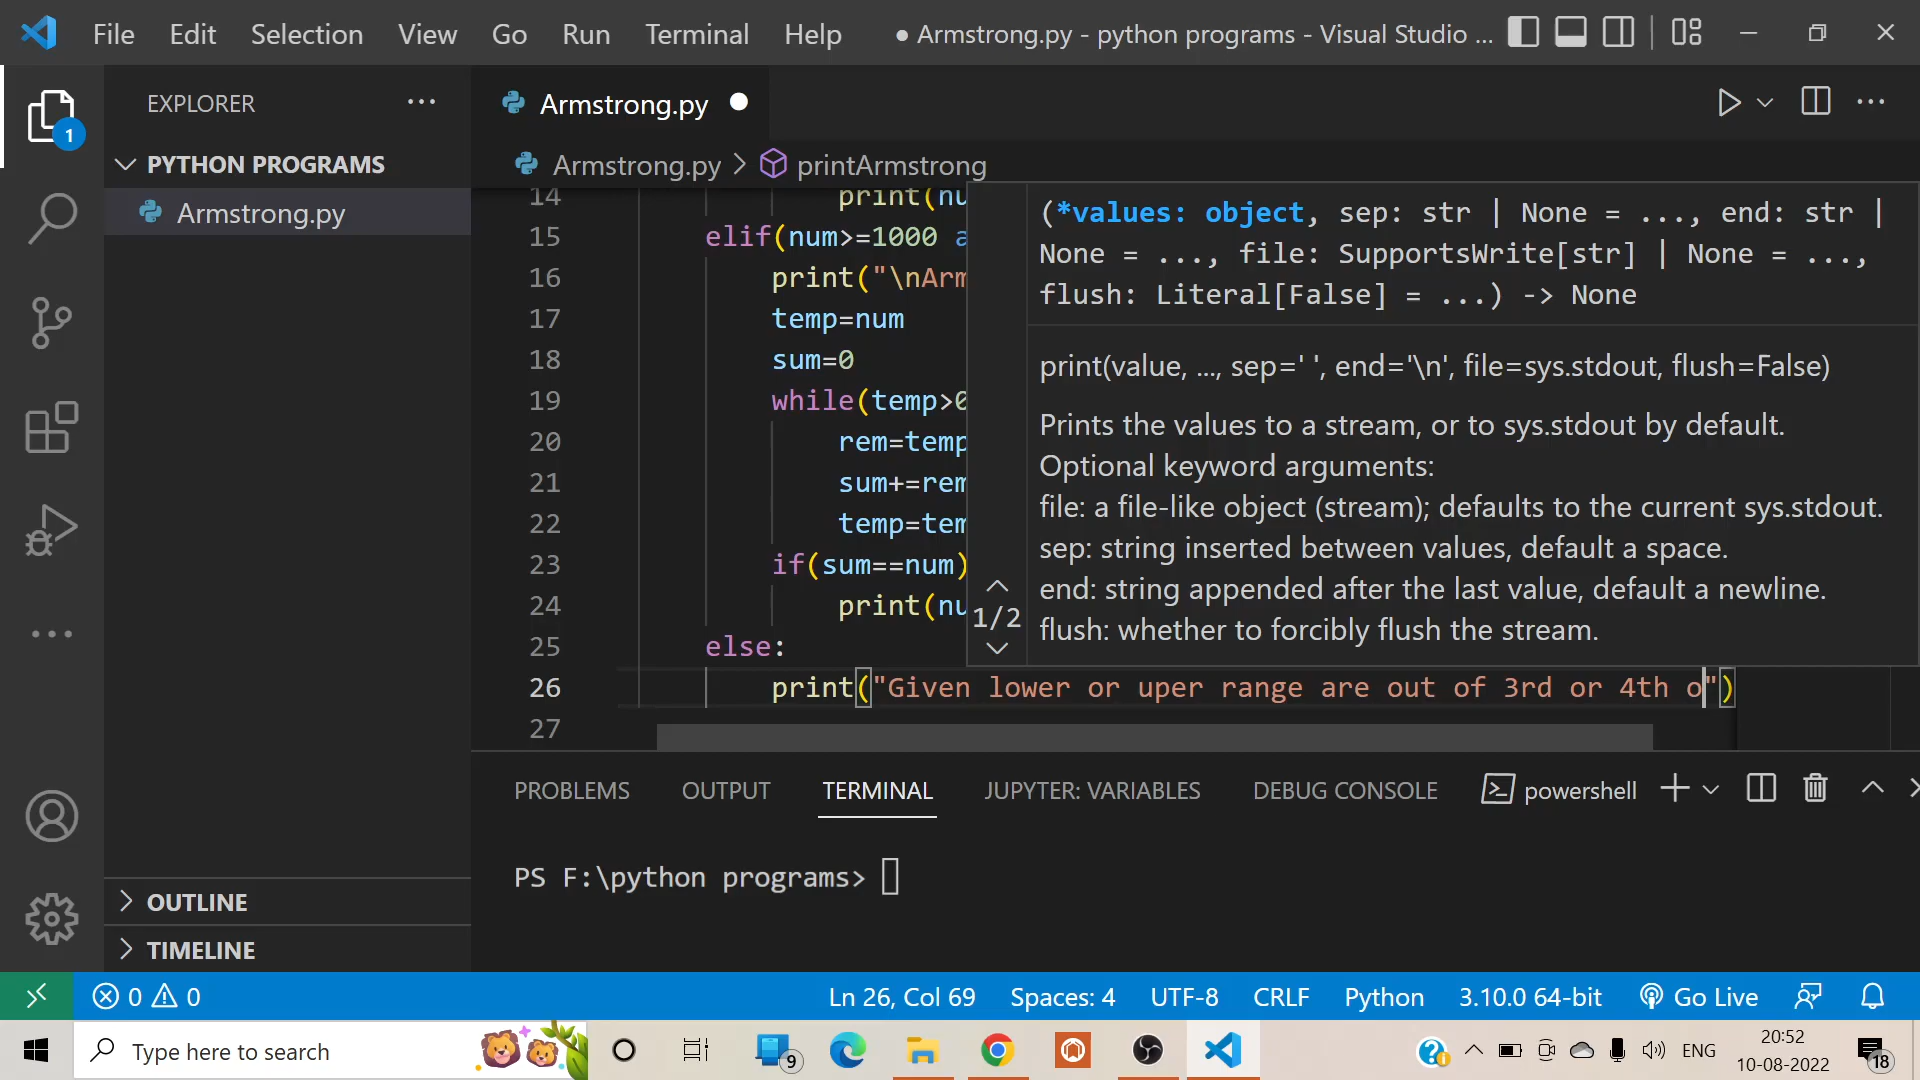 File Edit Selection View Go Run Terminal Help ● Armstrong.py - python programs - Visual Studio ...
EXPLORER ...
Armstrong.py ●
1
PYTHON PROGRAMS
Armstrong.py > printArmstrong
Armstrong.py
14 print(nu
15 elif(num>=1000 a
16 print("\nArm
17 temp=num
18 sum=0
19 while(temp>0
20 rem=temp
21 sum+=rem
22 temp=tem
23 if(sum==num)
24 print(nu
25 else:
26 print("Given lower or uper range are out of 3rd or 4th o")
27
(*values: object, sep: str | None = ..., end: str |
None = ..., file: SupportsWrite[str] | None = ...,
flush: Literal[False] = ...) -> None
print(value, ..., sep=' ', end='\n', file=sys.stdout, flush=False)
Prints the values to a stream, or to sys.stdout by default.
Optional keyword arguments:
file: a file-like object (stream); defaults to the current sys.stdout.
sep: string inserted between values, default a space.
end: string appended after the last value, default a newline.
flush: whether to forcibly flush the stream.
1/2
PROBLEMS OUTPUT TERMINAL JUPYTER: VARIABLES DEBUG CONSOLE powershell
PS F:\python programs>
OUTLINE
TIMELINE
0 0 Ln 26, Col 69 Spaces: 4 UTF-8 CRLF Python 3.10.0 64-bit Go Live
Type here to search 9 ENG 20:52
10-08-2022 18